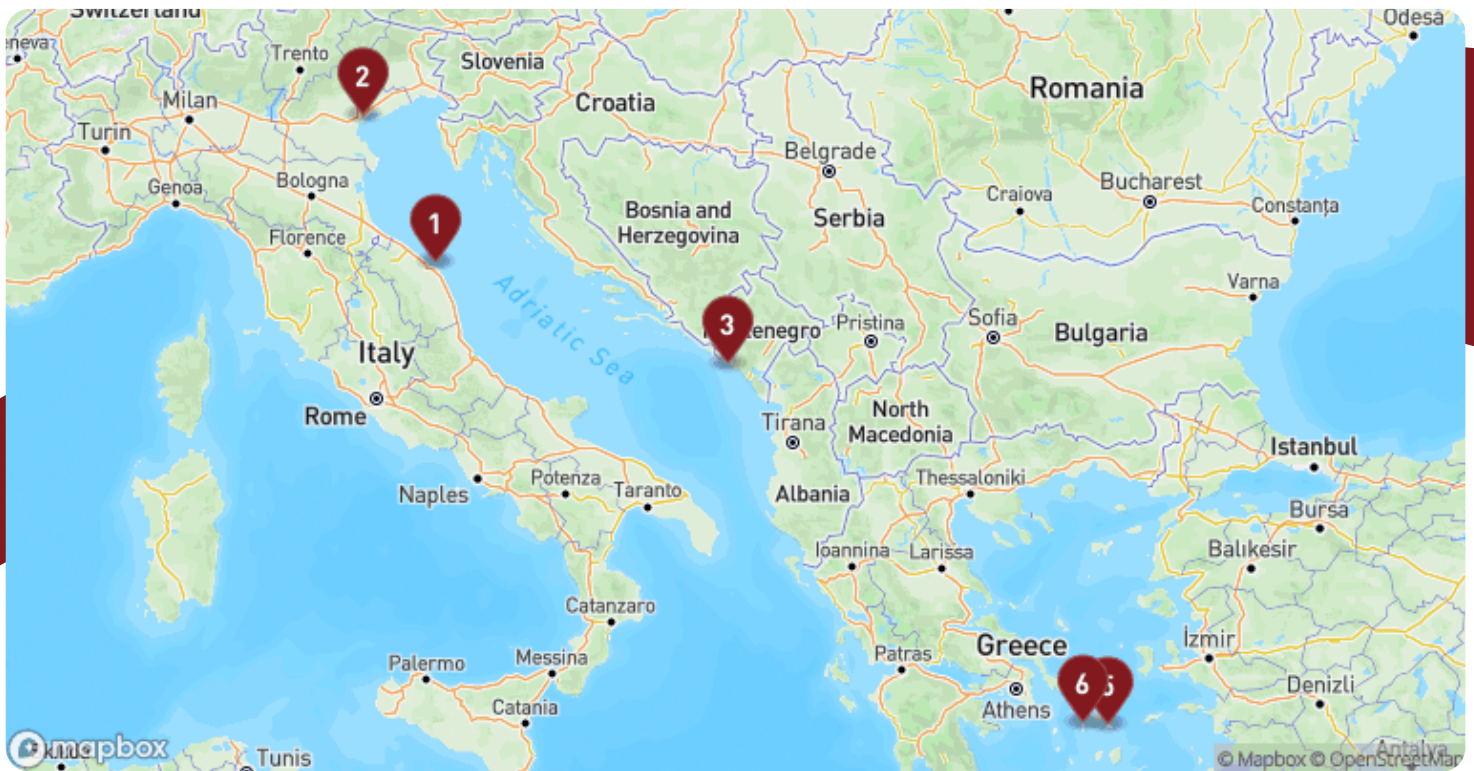 Switzerland
Odesa
eneva
Trento
Slovenia
2
Croatia
Romania
Milan
Turin
Belgrade
Genoa
Bologna
Craiova
Bucharest
Constanța
Bosnia and
Herzegovina
Serbia
1
Florence
Adriatic Sea
Varna
3
tenegro
Pristina
Sofia
Bulgaria
Italy
Rome
Tirana
North
Macedonia
Istanbul
Naples
Potenza
Taranto
Albania
Thessaloniki
Bursa
Ioannina
Larissa
Balıkesir
Catanzaro
Palermo
Messina
Patras
Greece
İzmir
6
5
Denizli
Athens
Catania
mapbox
Tunis
Antalya
© Mapbox © OpenStreetMap